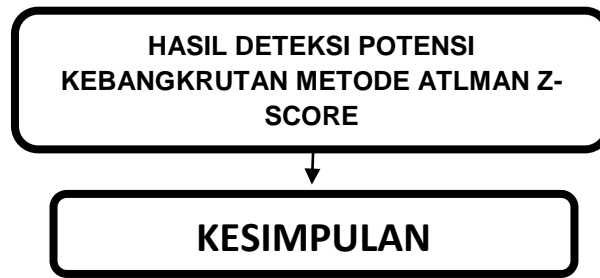 HASIL DETEKSI POTENSI
KEBANGKRUTAN METODE ATLMAN Z-
SCORE
KESIMPULAN